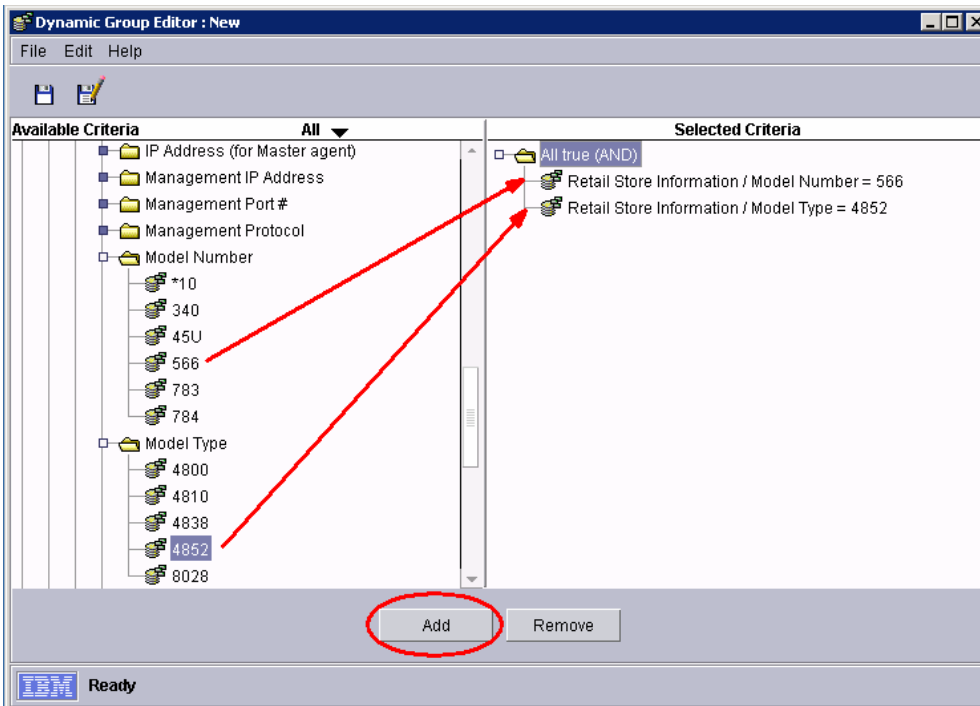 Dynamic Group Editor : New
File Edit Help
Available Criteria All
IP Address (for Master agent)
Management IP Address
Management Port #
Management Protocol
Model Number
*10
340
45U
566
783
784
Model Type
4800
4810
4838
4852
8028
Selected Criteria
All true (AND)
Retail Store Information / Model Number = 566
Retail Store Information / Model Type = 4852
Add Remove
IBM Ready